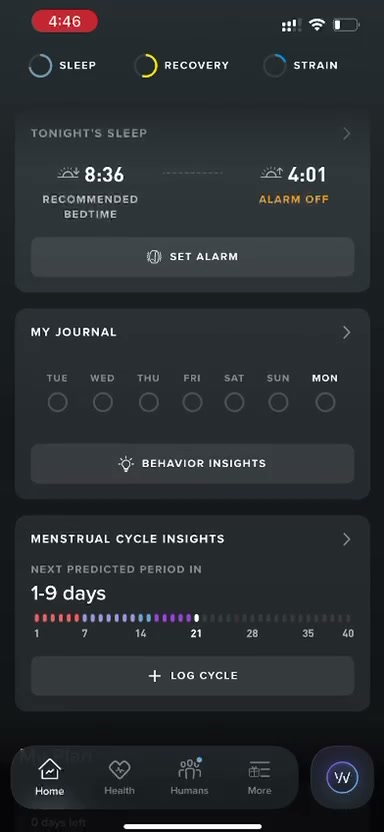 4:46
SLEEP
RECOVERY
STRAIN
TONIGHT'S SLEEP
8:36
4:01
RECOMMENDED
BEDTIME
ALARM OFF
SET ALARM
MY JOURNAL
TUE WED THU FRI SAT SUN MON
BEHAVIOR INSIGHTS
MENSTRUAL CYCLE INSIGHTS
NEXT PREDICTED PERIOD IN
1-9 days
1 7 14 21 28 35 40
+ LOG CYCLE
My Plan
Home Health Humans More
W
0 days left